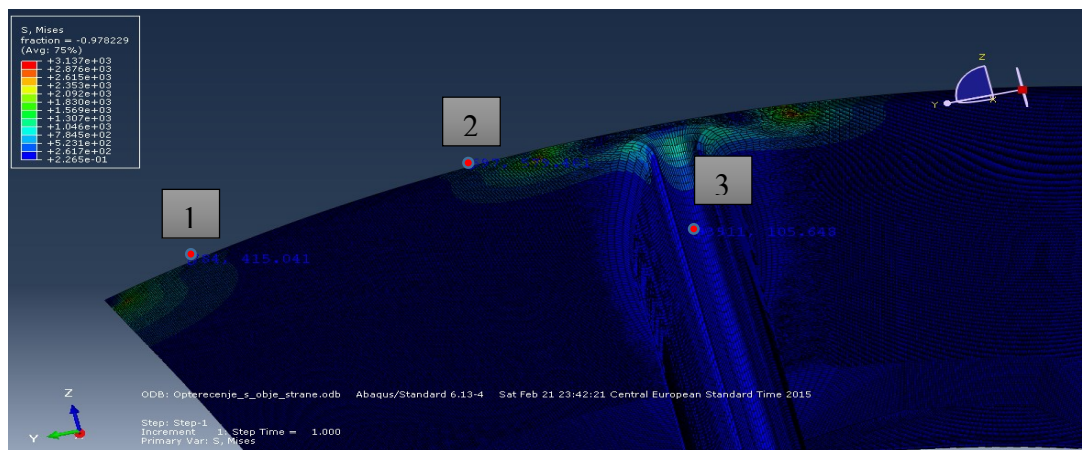 S, Mises
fraction = -0.978229
(Avg: 75%)
+3.137e+03
+2.876e+03
+2.615e+03
+2.353e+03
+2.092e+03
+1.830e+03
+1.569e+03
+1.307e+03
+1.046e+03
+7.845e+02
+5.231e+02
+2.617e+02
+2.265e-01
Z
Y
X
2
3
1
105.648
415.041
ODB: Opterecenje_s_obje_strane.odb Abaqus/Standard 6.13-4 Sat Feb 21 23:42:21 Central European Standard Time 2015
Z
Y
Step: Step-1
Increment 1: Step Time = 1.000
Primary Var: S, Mises